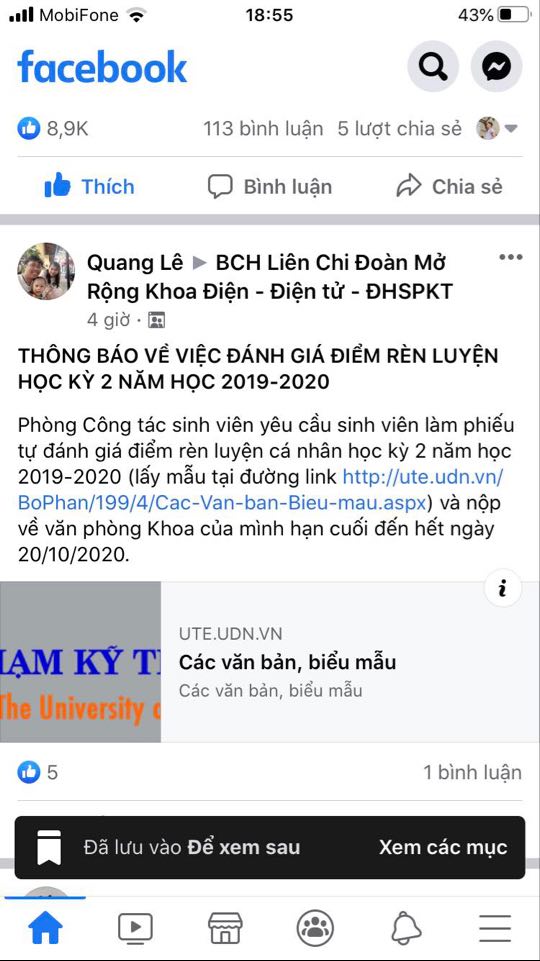 MobiFone
18:55
43%
facebook
8,9K
113 bình luận 5 lượt chia sẻ
Thích
Bình luận
Chia sẻ
Quang Lê ▶ BCH Liên Chi Đoàn Mở
Rộng Khoa Điện - Điện tử - ĐHSPKT
4 giờ ·
THÔNG BÁO VỀ VIỆC ĐÁNH GIÁ ĐIỂM RÈN LUYỆN
HỌC KỲ 2 NĂM HỌC 2019-2020
Phòng Công tác sinh viên yêu cầu sinh viên làm phiếu
tự đánh giá điểm rèn luyện cá nhân học kỳ 2 năm học
2019-2020 (lấy mẫu tại đường link http://ute.udn.vn/
BoPhan/199/4/Cac-Van-ban-Bieu-mau.aspx) và nộp
về văn phòng Khoa của mình hạn cuối đến hết ngày
20/10/2020.
HẠM KỸ T
The University
UTE.UDN.VN
Các văn bản, biểu mẫu
Các văn bản, biểu mẫu
5
1 bình luận
Đã lưu vào Để xem sau
Xem các mục